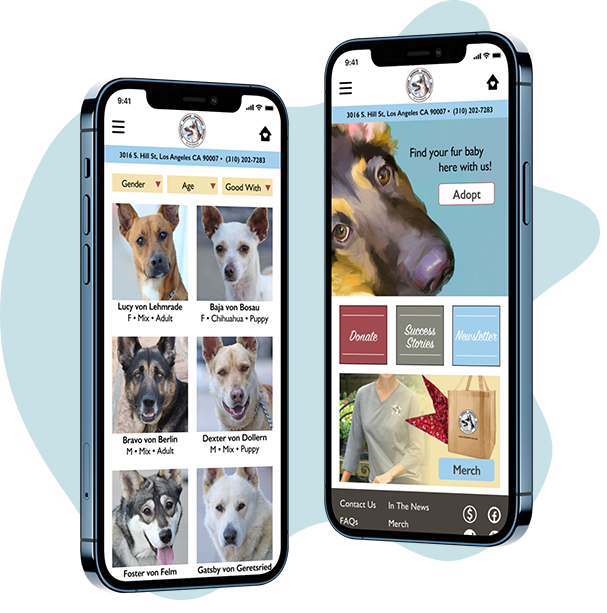 9:41
3016 S. Hill St, Los Angeles CA 90007 • (310) 202-7283
Gender
Age
Good With
Lucy von Lehmrade
F • Mix • Adult
Baja von Bosau
F • Chihuahua • Puppy
Bravo von Berlin
M • Mix • Adult
Dexter von Dollern
M • Mix • Puppy
Foster von Felm
Gatsby von Geretsried
9:41
3016 S. Hill St, Los Angeles CA 90007 • (310) 202-7283
Find your fur baby
here with us!
Adopt
Donate
Success
Stories
Newsletter
Merch
Contact Us
In The News
FAQs
Merch